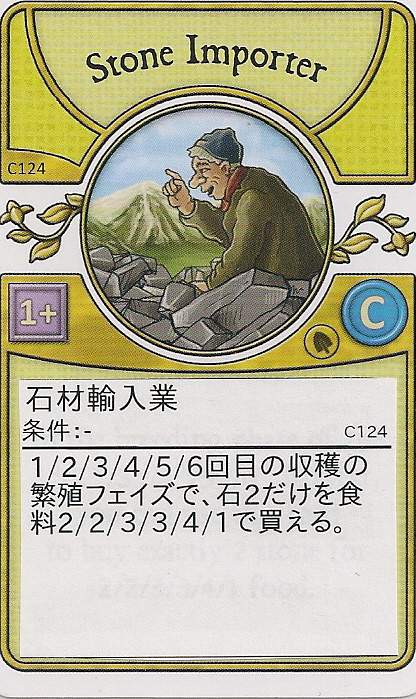 Stone Importer
C124
1+
C
石材輸入業
条件:-
C124
1/2/3/4/5/6回目の収穫の
繁殖フェイズで、石2だけを食
料2/2/3/3/4/1で買える。